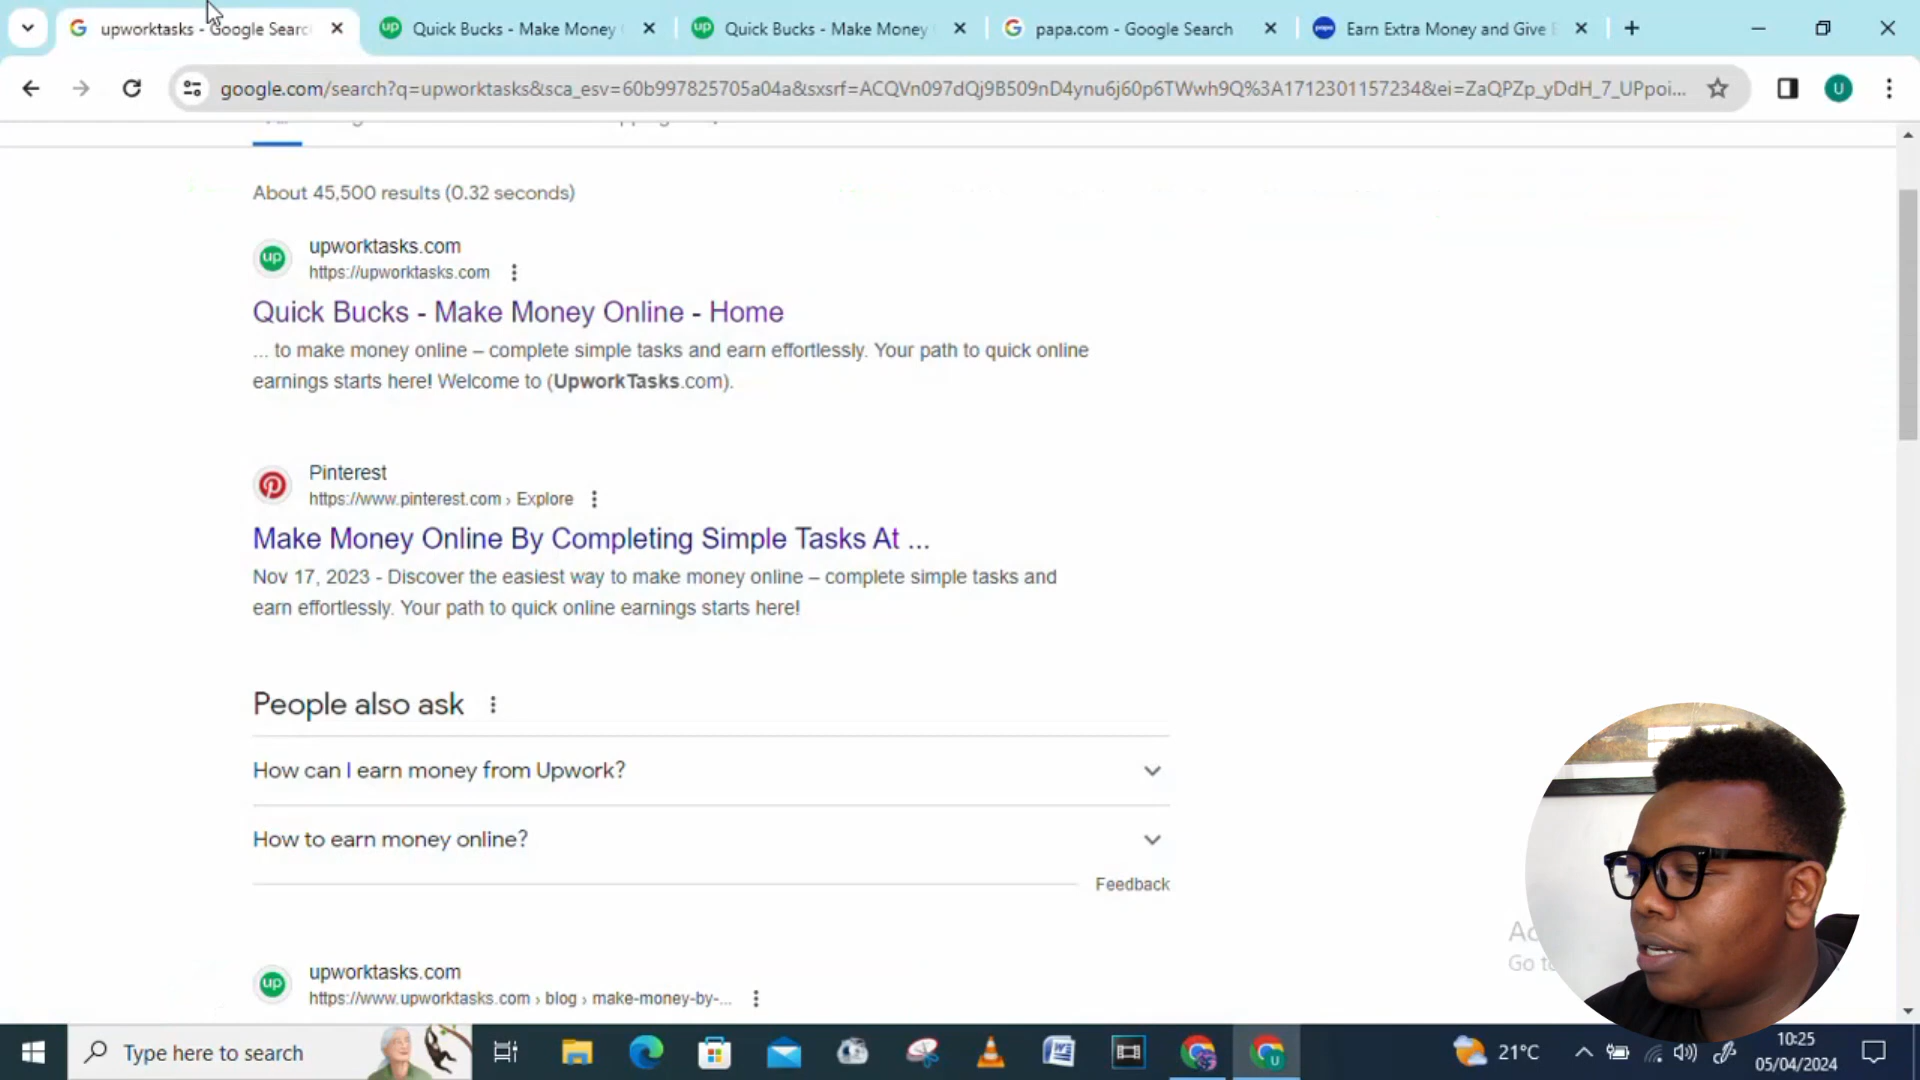 upworktasks - Google Searc
Quick Bucks - Make Money
Quick Bucks - Make Money
papa.com - Google Search
Earn Extra Money and Give
google.com/search?q=upworktasks&sca_esv=60b997825705a04a&sxsrf=ACQVn097dQj9B509nD4ynu6j60p6TWwh9Q%3A1712301157234&ei=ZaQPZp_yDdH_7_UPpoi...
U
About 45,500 results (0.32 seconds)
up
upworktasks.com
https://upworktasks.com
Quick Bucks - Make Money Online - Home
... to make money online – complete simple tasks and earn effortlessly. Your path to quick online
earnings starts here! Welcome to (UpworkTasks.com).
Pinterest
https://www.pinterest.com › Explore
Make Money Online By Completing Simple Tasks At ...
Nov 17, 2023 - Discover the easiest way to make money online – complete simple tasks and
earn effortlessly. Your path to quick online earnings starts here!
People also ask
How can I earn money from Upwork?
How to earn money online?
Feedback
up
upworktasks.com
https://www.upworktasks.com › blog › make-money-by-...
Go to
Type here to search
21°C
10:25
05/04/2024